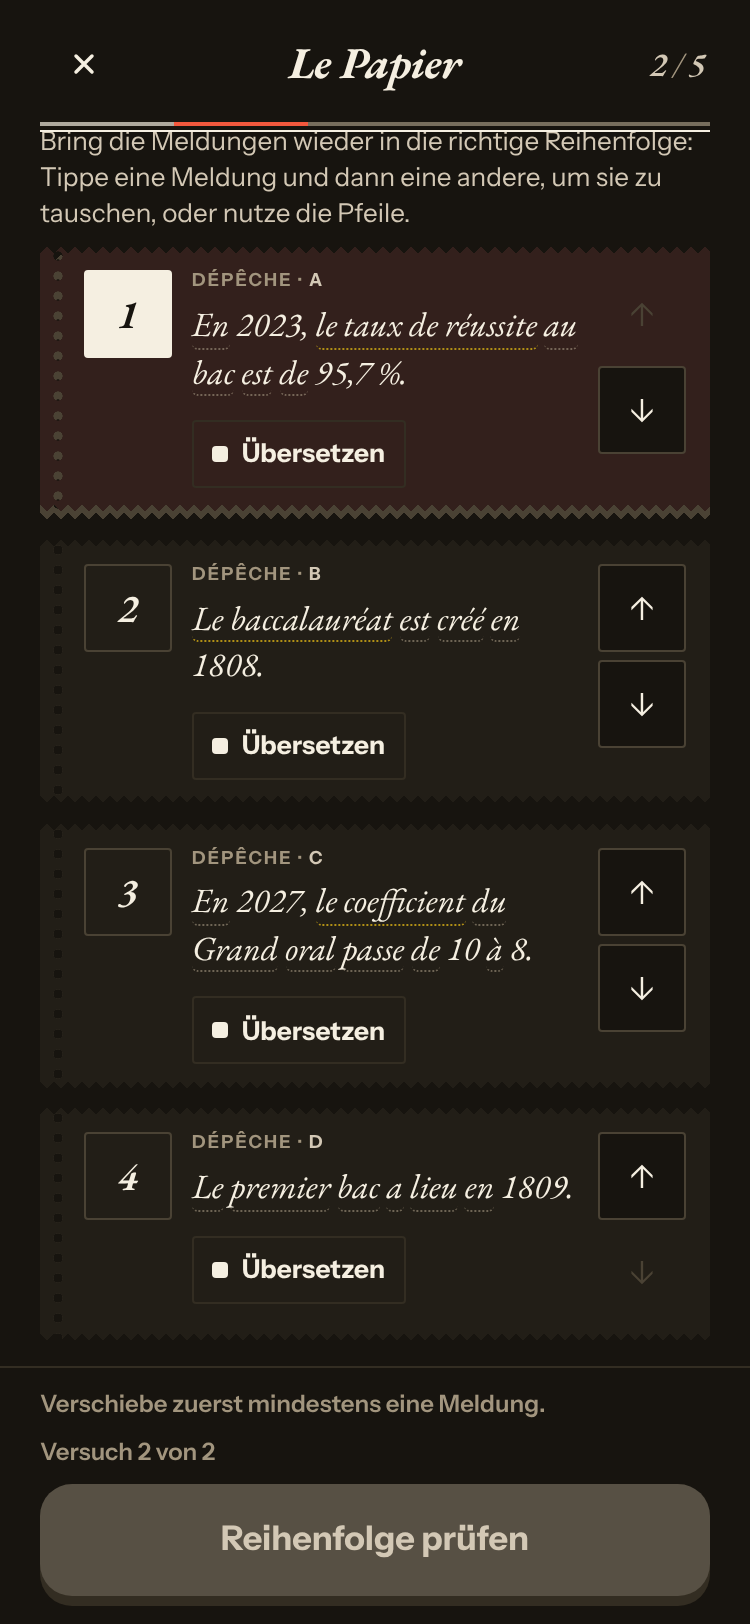 Le Papier
2 / 5
Bring die Meldungen wieder in die richtige Reihenfolge:
Tippe eine Meldung und dann eine andere, um sie zu
tauschen, oder nutze die Pfeile.
1
DÉPÊCHE · A
En 2023, le taux de réussite au
bac est de 95,7 %.
Übersetzen
2
DÉPÊCHE · B
Le baccalauréat est créé en
1808.
Übersetzen
3
DÉPÊCHE · C
En 2027, le coefficient du
Grand oral passe de 10 à 8.
Übersetzen
4
DÉPÊCHE · D
Le premier bac a lieu en 1809.
Übersetzen
Verschiebe zuerst mindestens eine Meldung.
Versuch 2 von 2
Reihenfolge prüfen